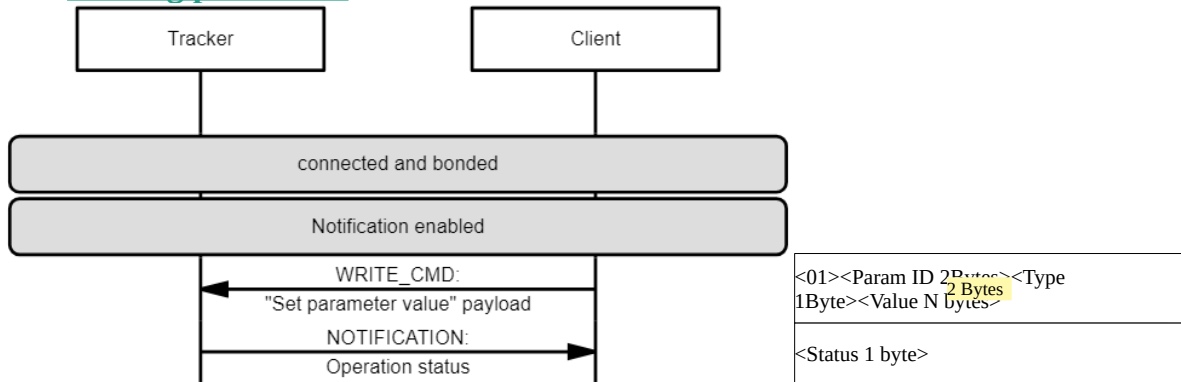 Tracker
Client
connected and bonded
Notification enabled
WRITE_CMD:
"Set parameter value" payload
<01><Param ID 2Bytes><Type
2 Bytes
1Byte><Value N bytes>
NOTIFICATION:
Operation status
<Status 1 byte>